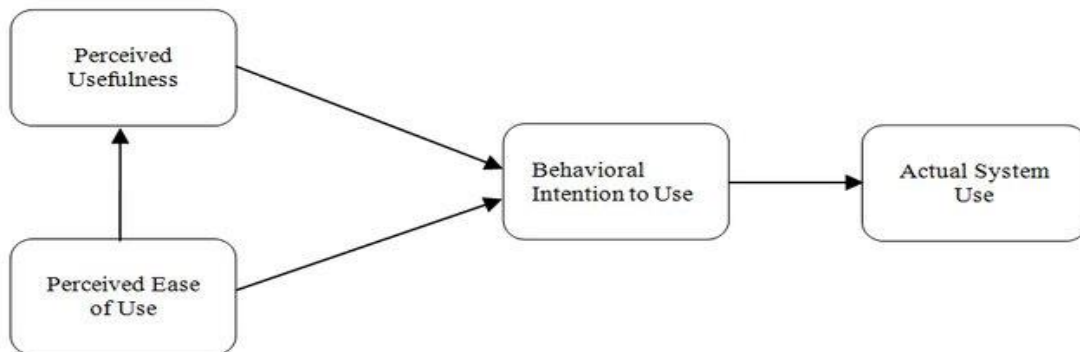 Perceived
Usefulness
Behavioral
Intention to Use
Actual System
Use
Perceived Ease
of Use